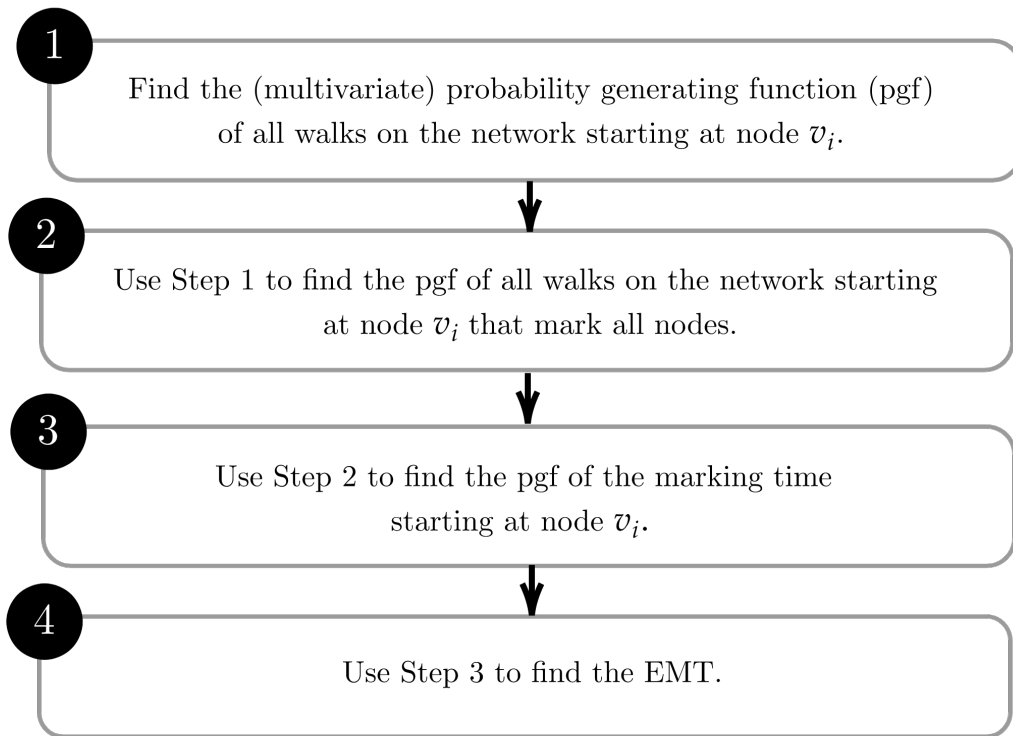 1
Find the (multivariate) probability generating function (pgf)
of all walks on the network starting at node vᵢ.
2
Use Step 1 to find the pgf of all walks on the network starting
at node vᵢ that mark all nodes.
3
Use Step 2 to find the pgf of the marking time
starting at node vᵢ.
4
Use Step 3 to find the EMT.